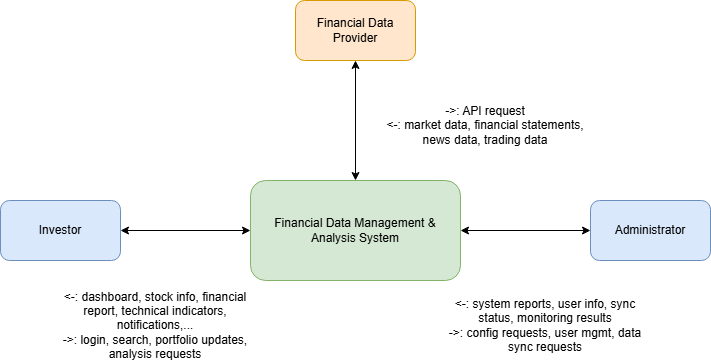 Financial Data
Provider
->: API request
<-: market data, financial statements,
news data, trading data
Investor
Financial Data Management &
Analysis System
Administrator
<-: dashboard, stock info, financial
report, technical indicators,
notifications,...
->: login, search, portfolio updates,
analysis requests
<-: system reports, user info, sync
status, monitoring results
->: config requests, user mgmt, data
sync requests